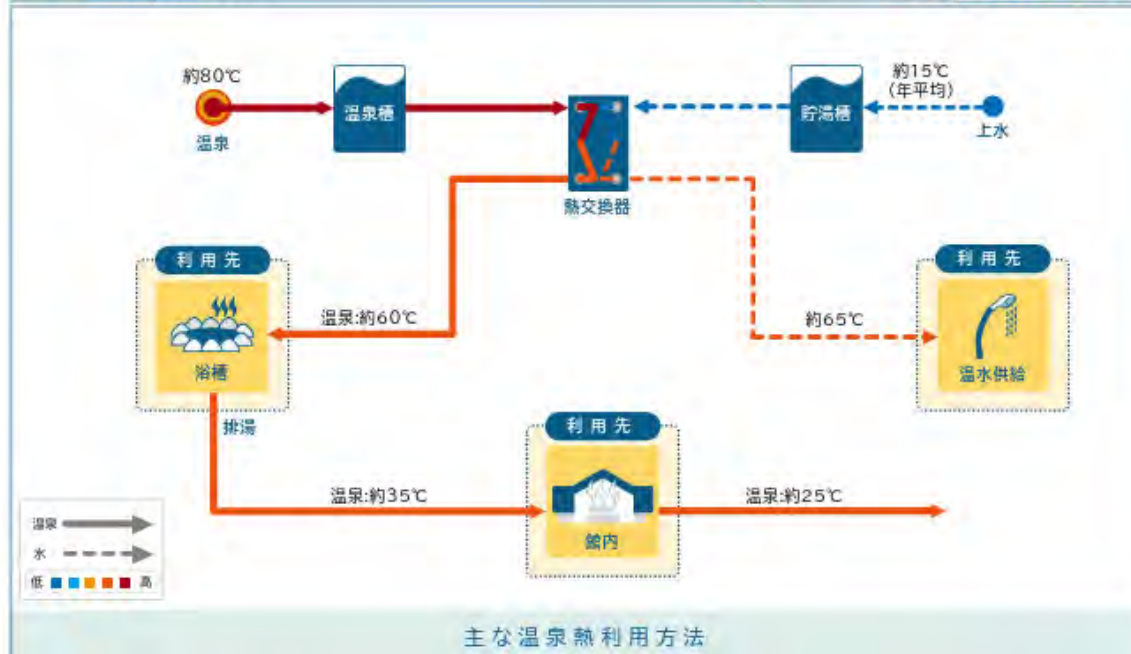 約80℃
温泉
温泉槽
熱交換器
貯湯槽
約15℃
(年平均)
上水
利用先
浴槽
温泉:約60℃
約65℃
利用先
温水供給
排湯
温泉:約35℃
利用先
館内
温泉:約25℃
温泉
水
低
高
主な温泉熱利用方法